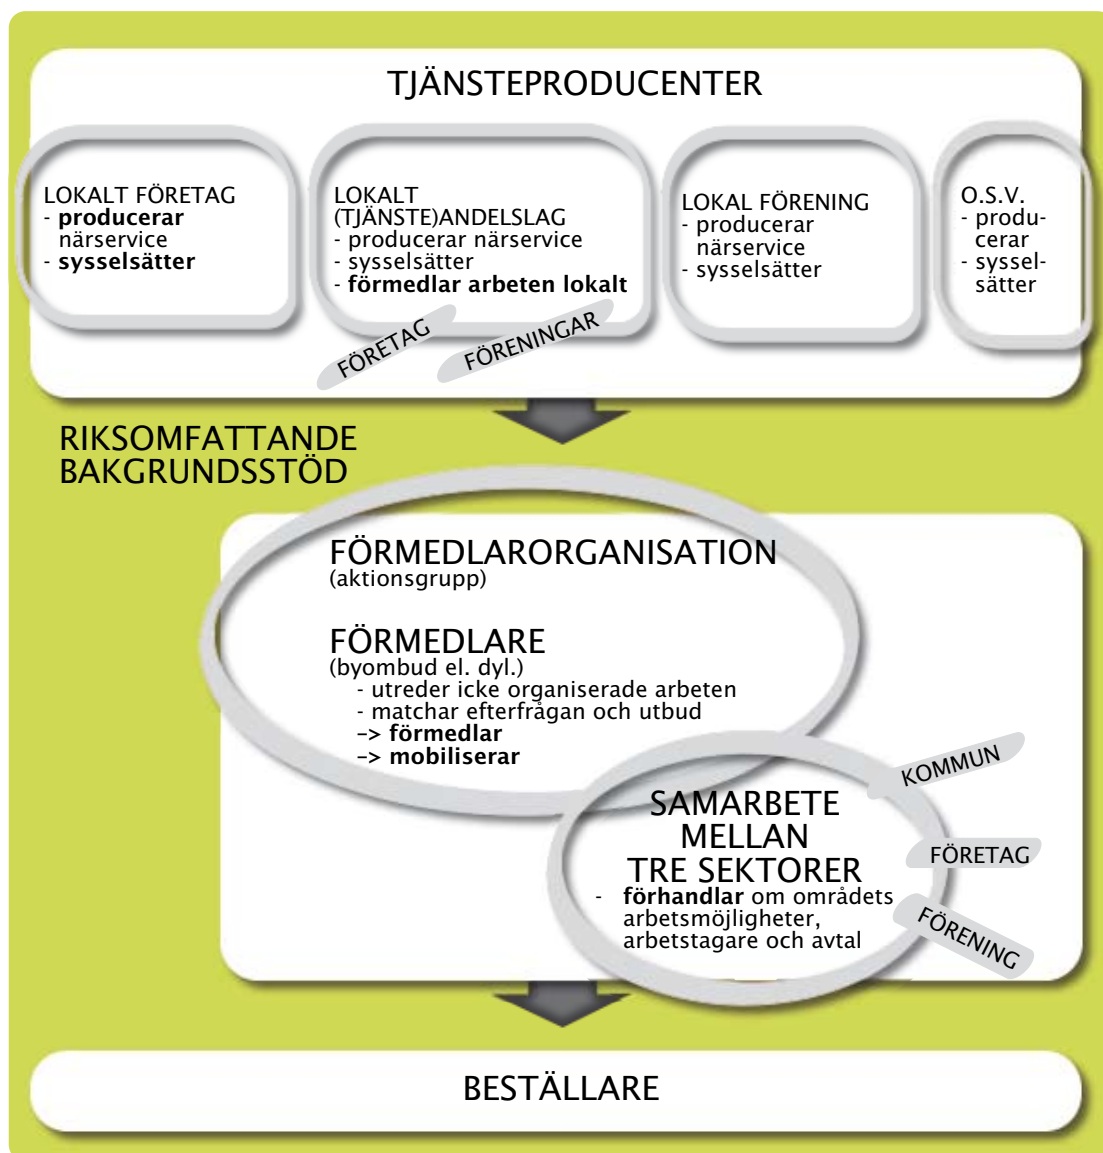 TJÄNSTEPRODUCENTER
LOKALT FÖRETAG
- producerar
närservice
- sysselsätter
LOKALT
(TJÄNSTE)ANDELSLAG
- producerar närservice
- sysselsätter
- förmedlar arbeten lokalt
FÖRETAG
FÖRENINGAR
LOKAL FÖRENING
- producerar
närservice
- sysselsätter
O.S.V.
- produ-
cerar
- syssel-
sätter
RIKSOMFATTANDE
BAKGRUNDSSTÖD
FÖRMEDLARORGANISATION
(aktionsgrupp)
FÖRMEDLARE
(byombud el. dyl.)
- utreder icke organiserade arbeten
- matchar efterfrågan och utbud
–> förmedlar
–> mobiliserar
SAMARBETE
MELLAN
TRE SEKTORER
- förhandlar om områdets
arbetsmöjligheter,
arbetstagare och avtal
KOMMUN
FÖRETAG
FÖRENING
BESTÄLLARE